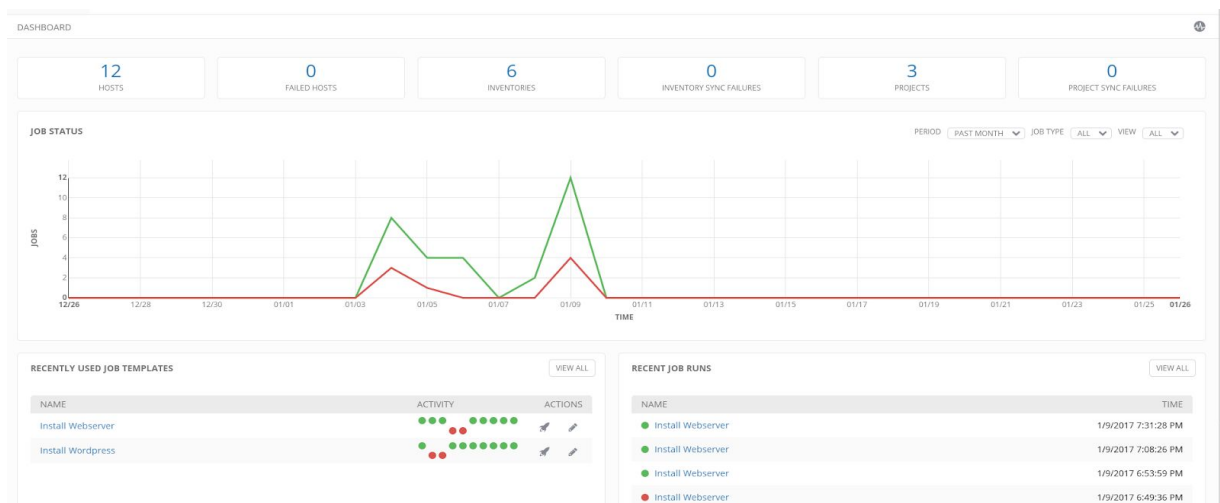 DASHBOARD
12 0 6 0 3 0
HOSTS FAILED HOSTS INVENTORIES INVENTORY SYNC FAILURES PROJECTS PROJECT SYNC FAILURES
JOB STATUS PERIOD PAST MONTH JOB TYPE ALL VIEW ALL
12
10
8
6
4
2
0
JOBS
12/26 12/28 12/30 01/01 01/03 01/05 01/07 01/09 01/11 01/13 01/15 01/17 01/19 01/21 01/23 01/25 01/26
TIME
RECENTLY USED JOB TEMPLATES VIEW ALL
NAME ACTIVITY ACTIONS
Install Webserver
Install Wordpress
RECENT JOB RUNS VIEW ALL
NAME TIME
Install Webserver 1/9/2017 7:31:28 PM
Install Webserver 1/9/2017 7:08:26 PM
Install Webserver 1/9/2017 6:53:59 PM
Install Webserver 1/9/2017 6:49:36 PM